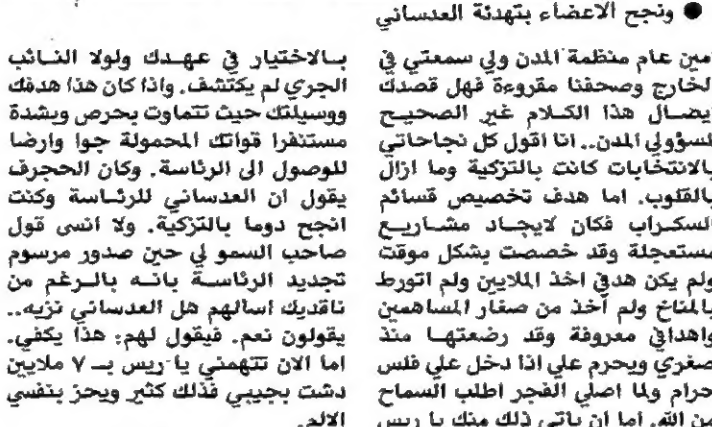 ● ونجح الاعضاء بتهدئة العدساني
امين عام منظمة المدن ولي سمعتي في
الخارج وصحفنا مقروءة فهل قصدك
ايصال هذا الكلام غير الصحيح
لمسؤولي المدن.. انا اقول كل نجاحاتي
بالانتخابات كانت بالتزكية وما ازال
بالقلوب. اما هدف تخصيص قسائم
السكراب فكان لايجاد مشاريع
مستعجلة وقد خصصت بشكل موقت
ولم يكن هدفي اخذ الملايين ولم اتورط
بالمناخ ولم آخذ من صغار المساهمين
واهدافي معروفة وقد رضعتها منذ
صغري ويحرم علي اذا دخل علي فلس
حرام ولما اصلي الفجر اطلب السماح
من الله. اما ان ياتي ذلك منك يا ريس
بالاختيار في عهدك ولولا النائب
الجري لم يكتشف. واذا كان هذا هدفك
ووسيلتك حيث تتماوت بحرص وبشدة
مستنفرا قواتك المحمولة جوا وارضا
للوصول الى الرئاسة. وكان الحجرف
يقول ان العدساني للرئاسة وكنت
انجح دوما بالتزكية. ولا انسى قول
صاحب السمو لي حين صدور مرسوم
تجديد الرئاسة بانه بالرغم من
ناقديك اسالهم هل العدساني نزيه..
يقولون نعم. فيقول لهم: هذا يكفي.
اما الان تتهمني يا ريس بـ ٧ ملايين
دشت بجيبي فذلك كثير ويحز بنفسي
الالم.